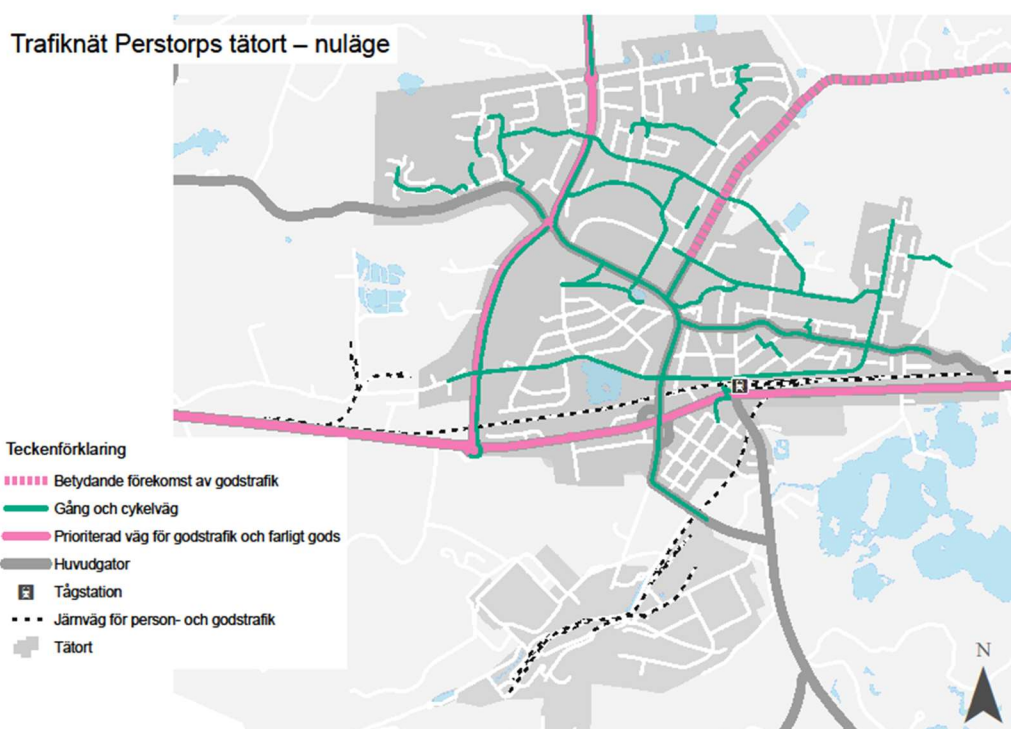 Trafiknät Perstorps tätort – nuläge
Teckenförklaring
Betydande förekomst av godstrafik
Gång och cykelväg
Prioriterad väg för godstrafik och farligt gods
Huvudgator
Tågstation
Järnväg för person- och godstrafik
Tätort
N